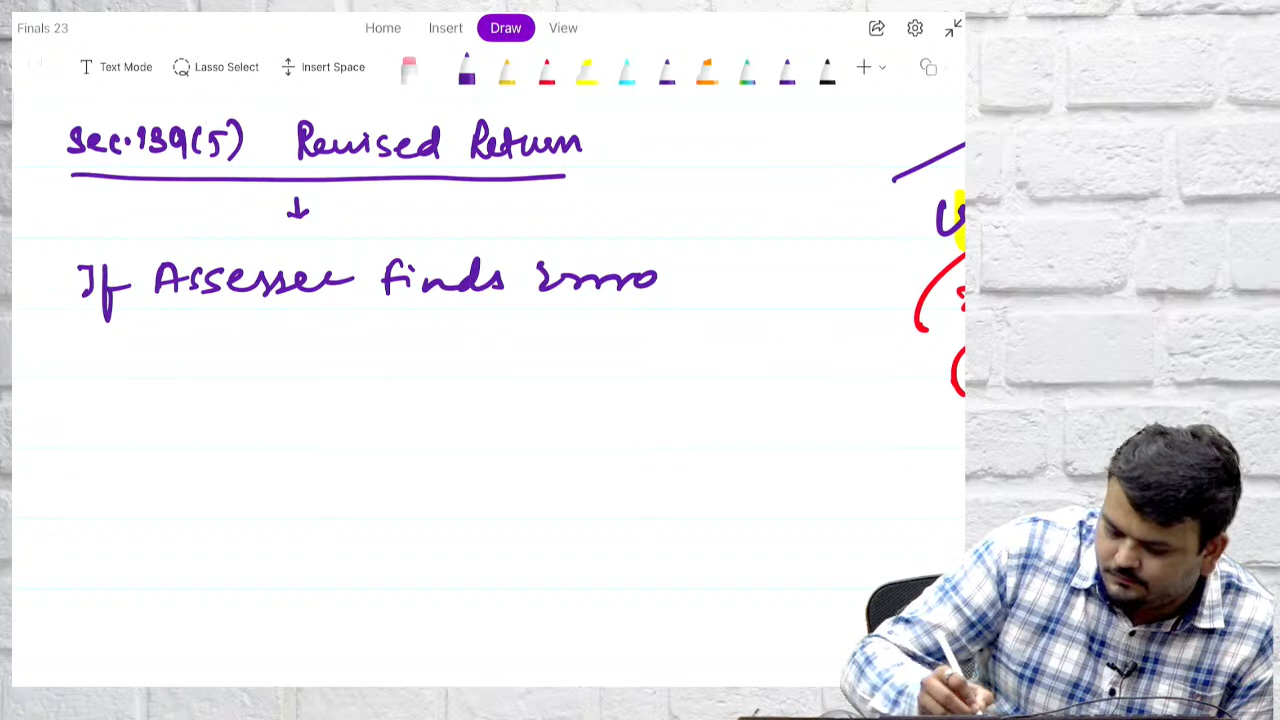 Finals 23
Home Insert Draw View
Text Mode Lasso Select Insert Space
Sec.139(5) Revised Return
If Assessee finds erro